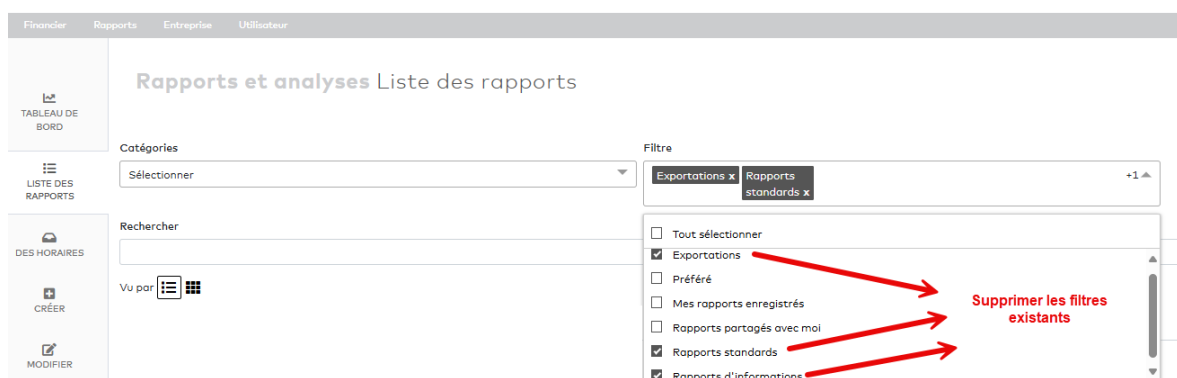 Financier Rapports Entreprise Utilisateur
Rapports et analyses Liste des rapports
TABLEAU DE
BORD
LISTE DES
RAPPORTS
DES HORAIRES
CRÉER
MODIFIER
Catégories
Sélectionner
Filtre
Exportations x Rapports
standards x
+1
Rechercher
Vu par
Tout sélectionner
Exportations
Préféré
Mes rapports enregistrés
Rapports partagés avec moi
Rapports standards
Rapports d'informations
Supprimer les filtres
existants